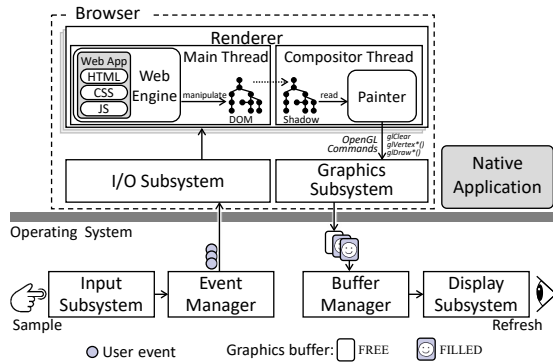 Browser
Renderer
Web App
HTML
CSS
JS
Web
Engine
Main Thread
manipulate
DOM
Compositor Thread
Shadow
read
Painter
OpenGL
Commands
glClear
glVertex*()
glDraw*()
I/O Subsystem
Graphics
Subsystem
Native
Application
Operating System
Input
Subsystem
Event
Manager
Buffer
Manager
Display
Subsystem
Sample
Refresh
User event
Graphics buffer:
FREE
FILLED